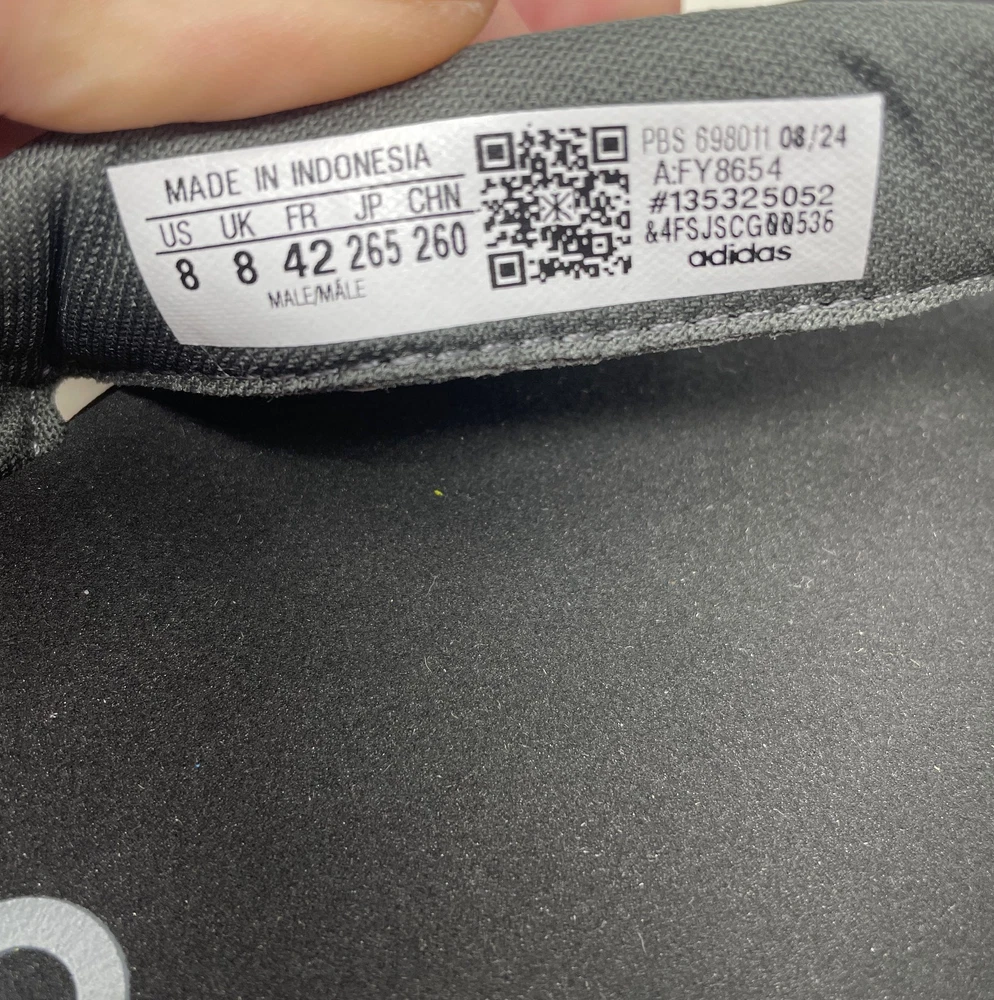 MADE IN INDONESIA
US UK FR JP CHN
8 8 42 265 260
MALE/MÂLE
PBS 698011 08/24
A:FY8654
#135325052
&4FSJSCG00536
adidas